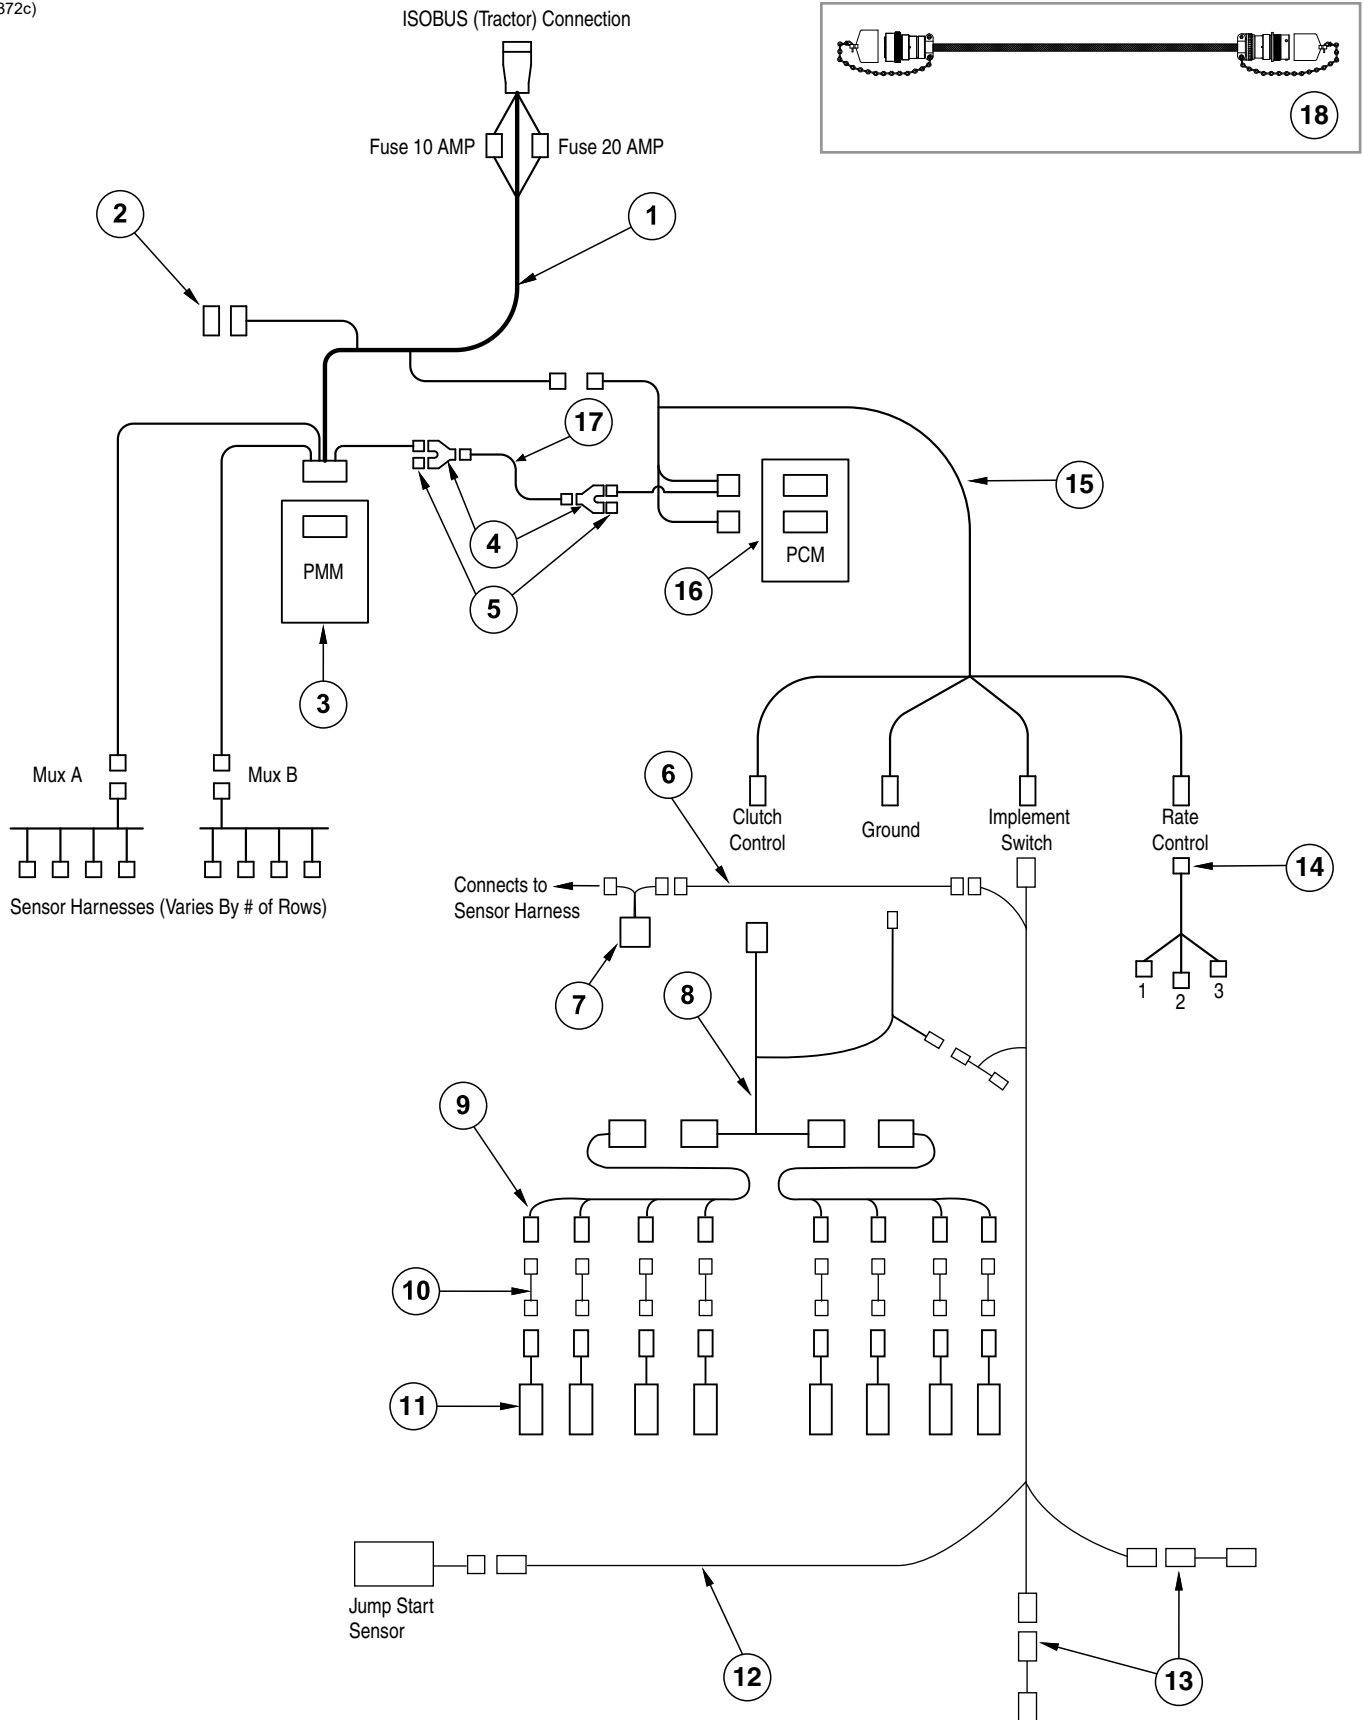 372c)
ISOBUS (Tractor) Connection
18
Fuse 10 AMP
Fuse 20 AMP
2
1
17
15
4
PMM
PCM
16
5
3
6
Mux A
Mux B
Clutch
Control
Ground
Implement
Switch
Rate
Control
14
Connects to
Sensor Harness
Sensor Harnesses (Varies By # of Rows)
7
8
1
2
3
9
10
11
Jump Start
Sensor
12
13